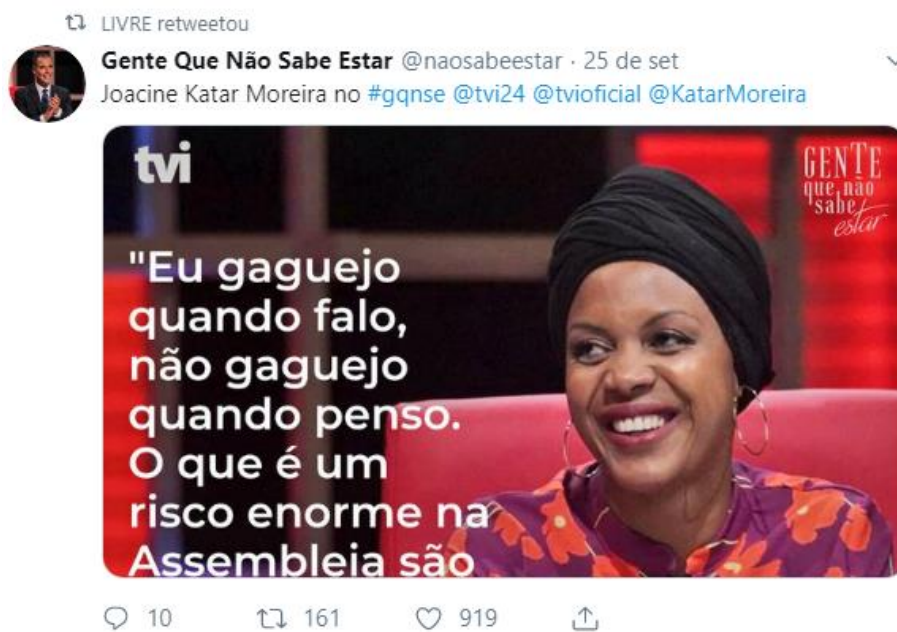 LIVRE retweetou
Gente Que Não Sabe Estar @naosabeestar · 25 de set
Joacine Katar Moreira no #gqnse @tvi24 @tvioficial @KatarMoreira
tvi
GENTE
que não
sabe
estar
"Eu gaguejo
quando falo,
não gaguejo
quando penso.
O que é um
risco enorme na
Assembleia são
10 161 919